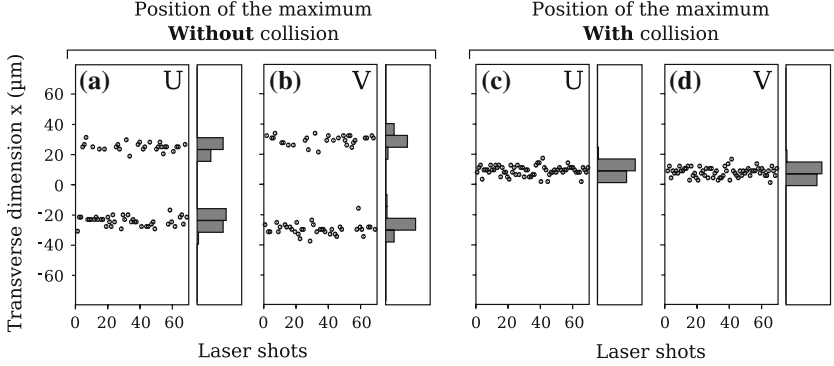 Position of the maximum
Without collision
Position of the maximum
With collision
(a) U
(b) V
(c) U
(d) V
Transverse dimension x (μm)
60
40
20
0
-20
-40
-60
0 20 40 60
0 20 40 60
0 20 40 60
0 20 40 60
Laser shots
Laser shots